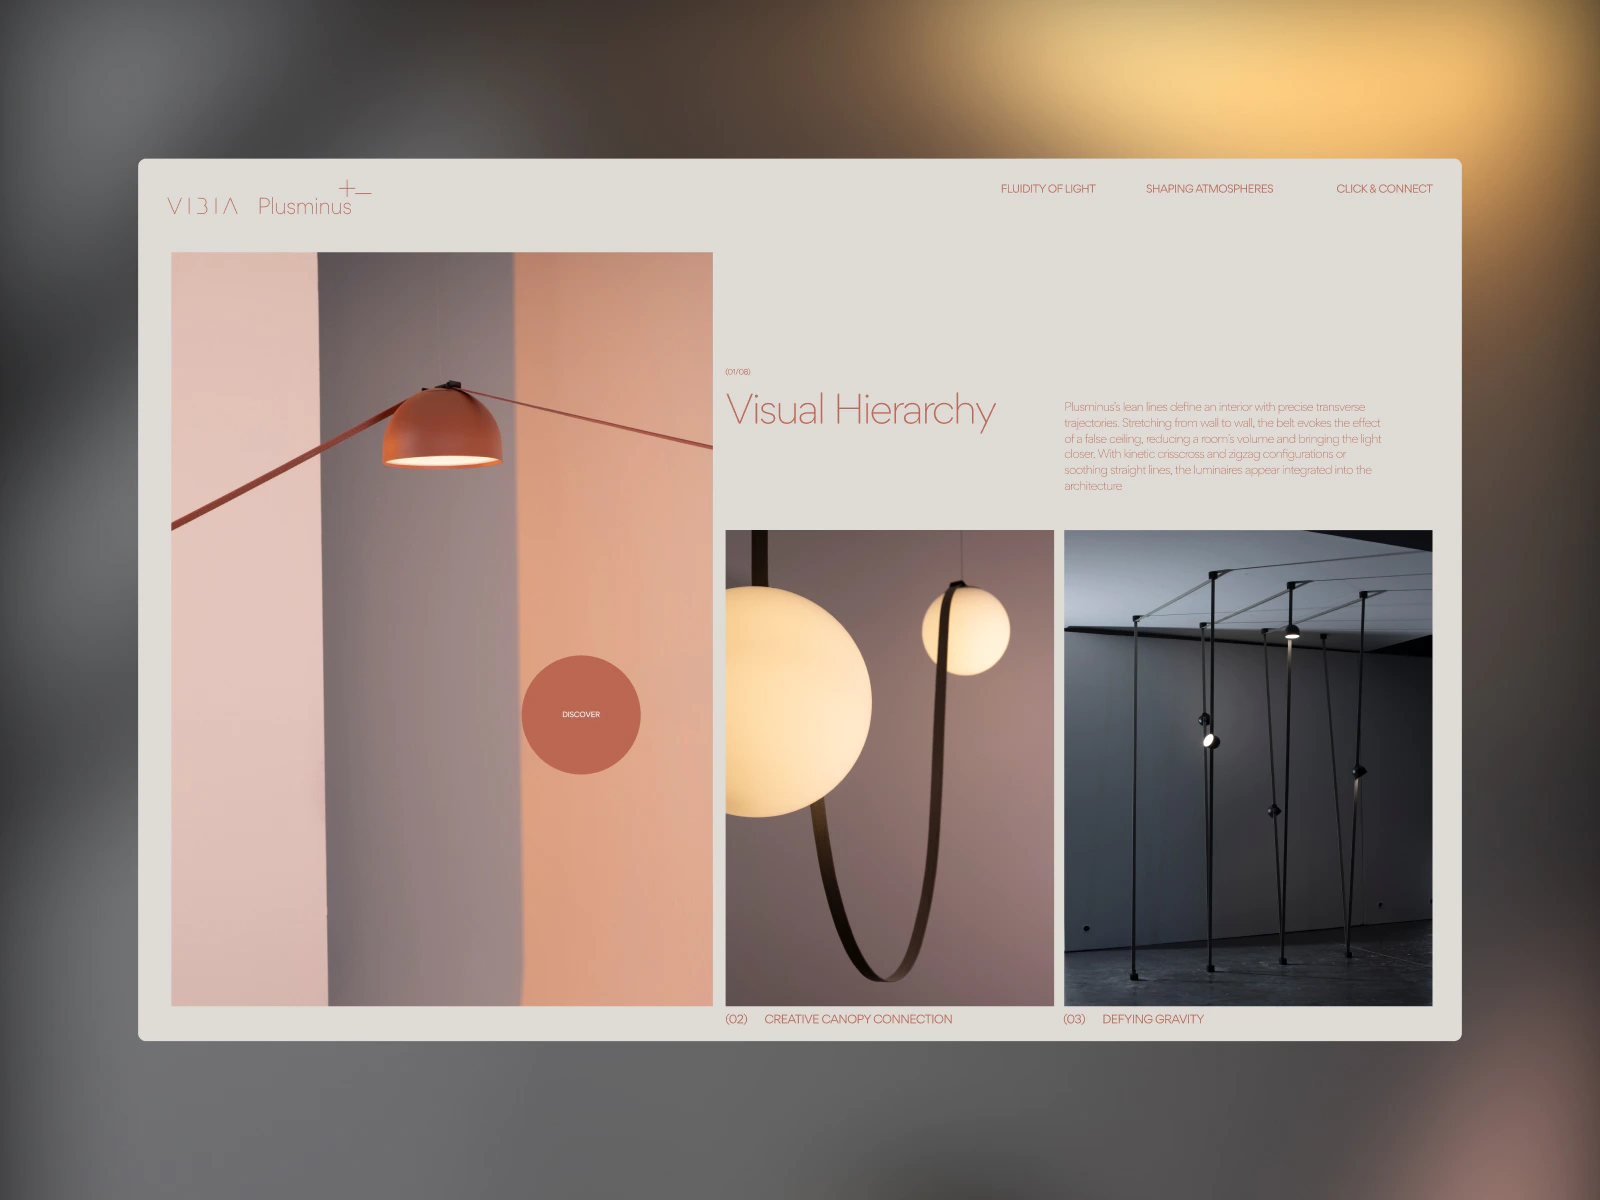 VIBIA Plusminus
FLUIDITY OF LIGHT
SHAPING ATMOSPHERES
CLICK & CONNECT
(01/08)
Visual Hierarchy
Plusminus's lean lines define an interior with precise transverse
trajectories. Stretching from wall to wall, the belt evokes the effect
of a false ceiling, reducing a room's volume and bringing the light
closer. With kinetic crisscross and zigzag configurations or
soothing straight lines, the luminaires appear integrated into the
architecture
DISCOVER
(02) CREATIVE CANOPY CONNECTION
(03) DEFYING GRAVITY